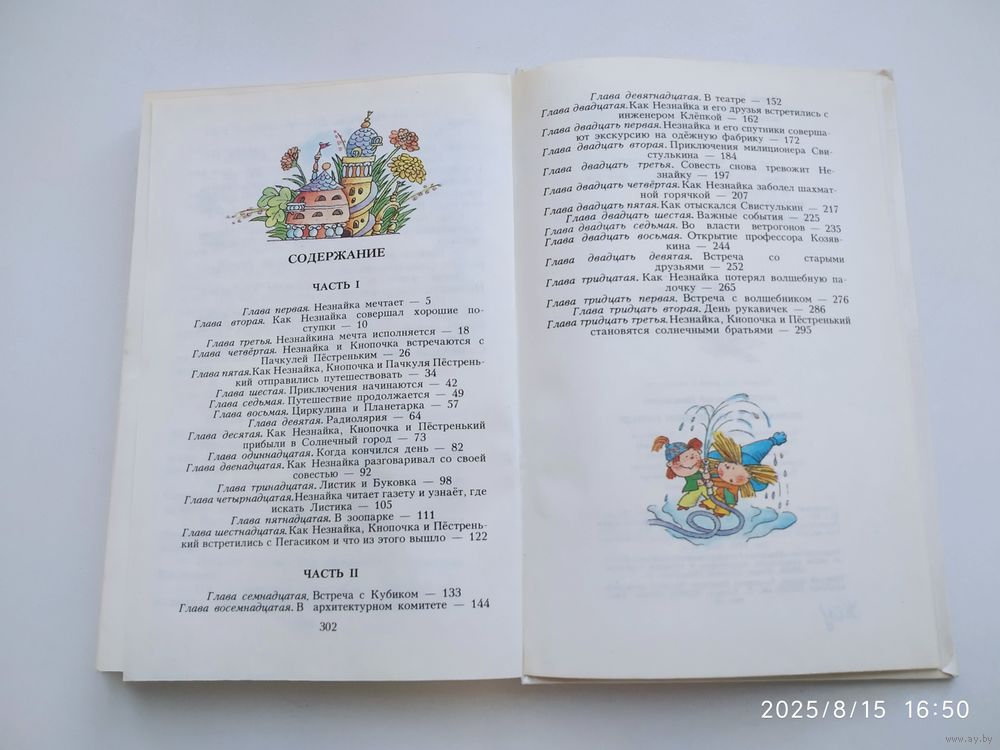 СОДЕРЖАНИЕ
ЧАСТЬ I
Глава первая. Незнайка мечтает — 5
Глава вторая. Как Незнайка совершал хорошие по-
ступки — 10
Глава третья. Незнайкина мечта исполняется — 18
Глава четвёртая. Незнайка и Кнопочка встречаются с
Пачкулей Пёстреньким — 26
Глава пятая. Как Незнайка, Кнопочка и Пачкуля Пёстрень-
кий отправились путешествовать — 34
Глава шестая. Приключения начинаются — 42
Глава седьмая. Путешествие продолжается — 49
Глава восьмая. Циркулина и Планетарка — 57
Глава девятая. Радиолярия — 64
Глава десятая. Как Незнайка, Кнопочка и Пёстренький
прибыли в Солнечный город — 73
Глава одиннадцатая. Когда кончился день — 82
Глава двенадцатая. Как Незнайка разговаривал со своей
совестью — 92
Глава тринадцатая. Листик и Буковка — 98
Глава четырнадцатая. Незнайка читает газету и узнаёт, где
искать Листика — 105
Глава пятнадцатая. В зоопарке — 111
Глава шестнадцатая. Как Незнайка, Кнопочка и Пёстрень-
кий встретились с Пегасиком и что из этого вышло — 122
ЧАСТЬ II
Глава семнадцатая, Встреча с Кубиком — 133
Глава восемнадцатая. В архитектурном комитете — 144
302
Глава девятнадцатая. В театре — 152
Глава двадцатая. Как Незнайка и его друзья встретились с
инженером Клёпкой — 162
Глава двадцать первая. Незнайка и его спутники соверша-
ют экскурсию на одёжную фабрику — 172
Глава двадцать вторая. Приключения милиционера Сви-
стулькина — 184
Глава двадцать третья. Совесть снова тревожит Не-
знайку — 197
Глава двадцать четвёртая. Как Незнайка заболел шахмат-
ной горячкой — 207
Глава двадцать пятая. Как отыскался Свистулькин — 217
Глава двадцать шестая. Важные события — 225
Глава двадцать седьмая. Во власти ветрогонов — 235
Глава двадцать восьмая. Открытие профессора Козяв-
кина — 244
Глава двадцать девятая. Встреча со старыми
друзьями — 252
Глава тридцатая. Как Незнайка потерял волшебную па-
лочку — 265
Глава тридцать первая. Встреча с волшебником — 276
Глава тридцать вторая. День рукавичек — 286
Глава тридцать третья. Незнайка, Кнопочка и Пёстренький
становятся солнечными братьями — 295
2025/8/15 16:50
www.ay.by